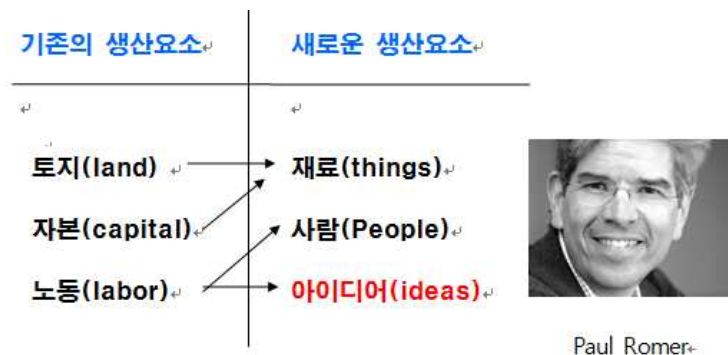 기존의 생산요소 새로운 생산요소
토지(land) 재료(things)
자본(capital) 사람(People)
노동(labor) 아이디어(ideas)
Paul Romer